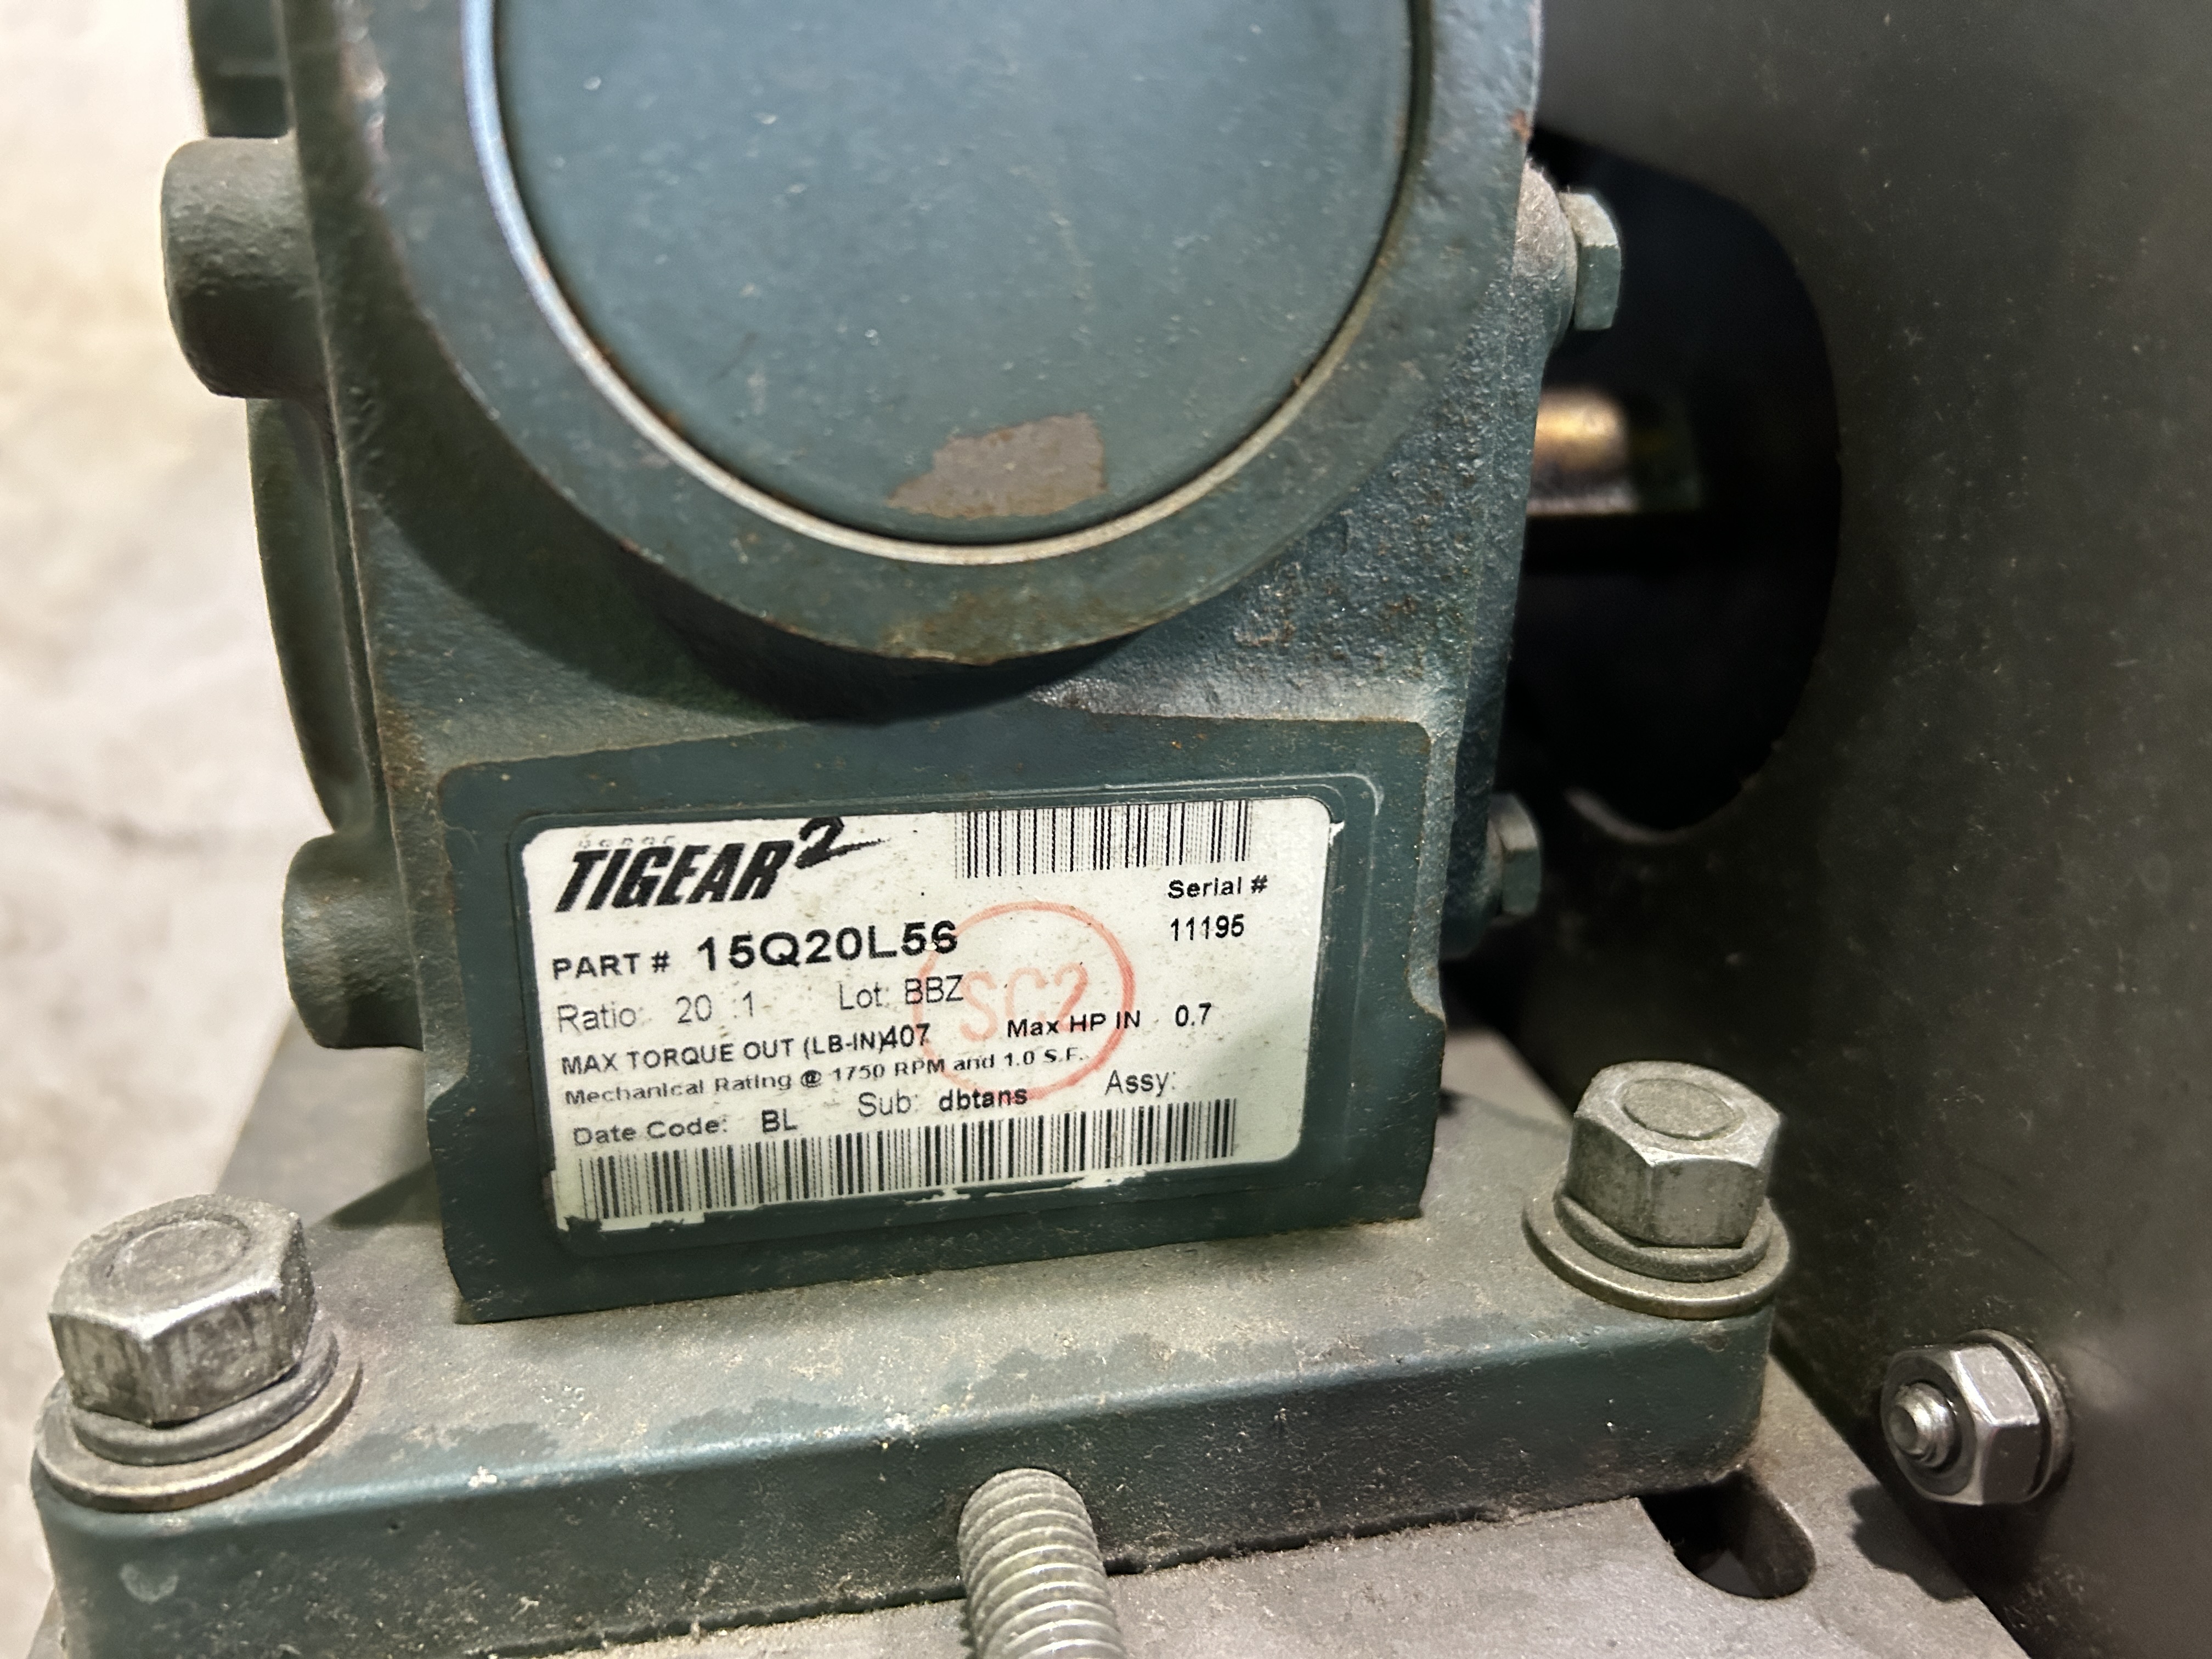 TIGEAR2
Serial #
11195
PART # 15Q20L56
Ratio: 20 :1 Lot: BBZ
SC2
MAX TORQUE OUT (LB-IN)407 Max HP IN 0.7
Mechanical Rating @ 1750 RPM and 1.0 S.F.
Date Code: BL Sub: dbtans Assy: